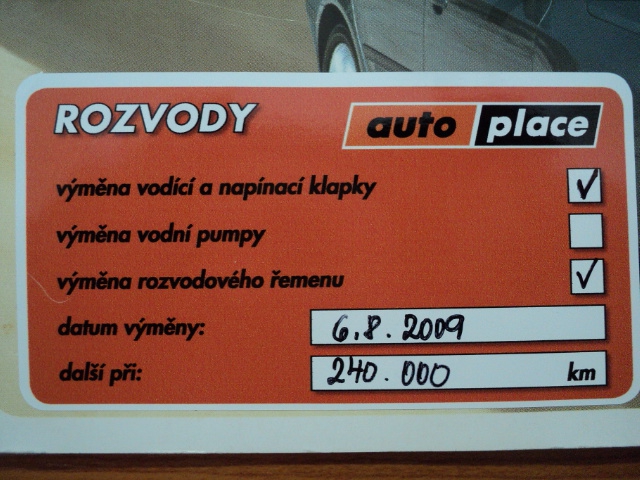 ROZVODY auto place
výměna vodící a napínací klapky ✓
výměna vodní pumpy
výměna rozvodového řemenu ✓
datum výměny: 6.8.2009
další při: 240.000 km